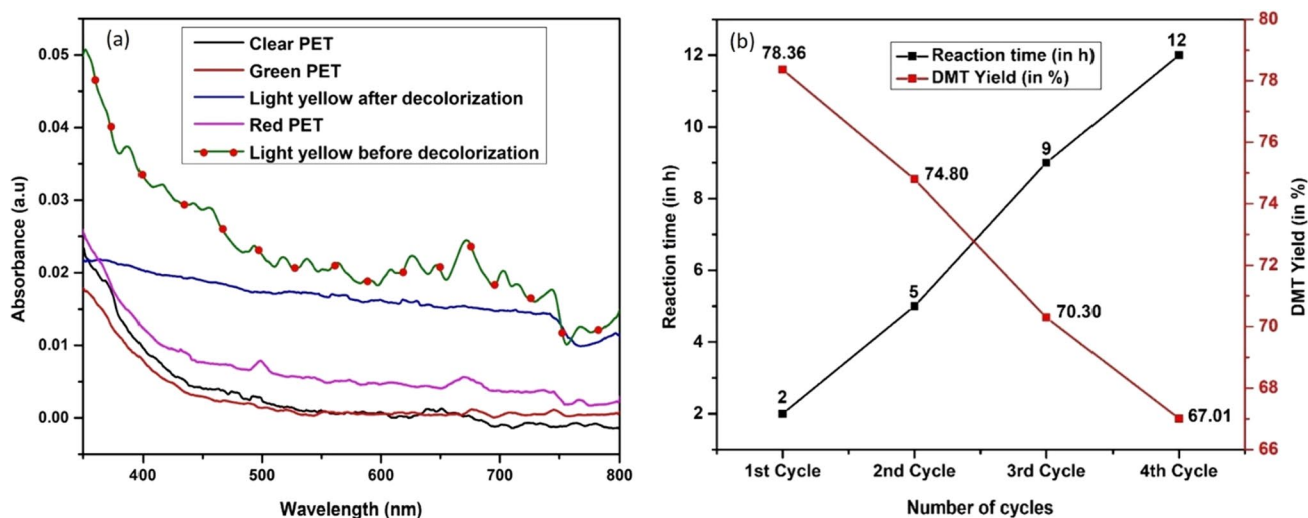 (a)
Clear PET
Green PET
Light yellow after decolorization
Red PET
Light yellow before decolorization
Absorbance (a.u)
0.05
0.04
0.03
0.02
0.01
0.00
400
500
600
700
800
Wavelength (nm)
(b)
Reaction time (in h)
DMT Yield (in %)
78.36
74.80
70.30
67.01
2
5
9
12
Reaction time (in h)
12
10
8
6
4
2
1st Cycle
2nd Cycle
3rd Cycle
4th Cycle
Number of cycles
80
78
76
74
72
70
68
66
DMT Yield (in %)